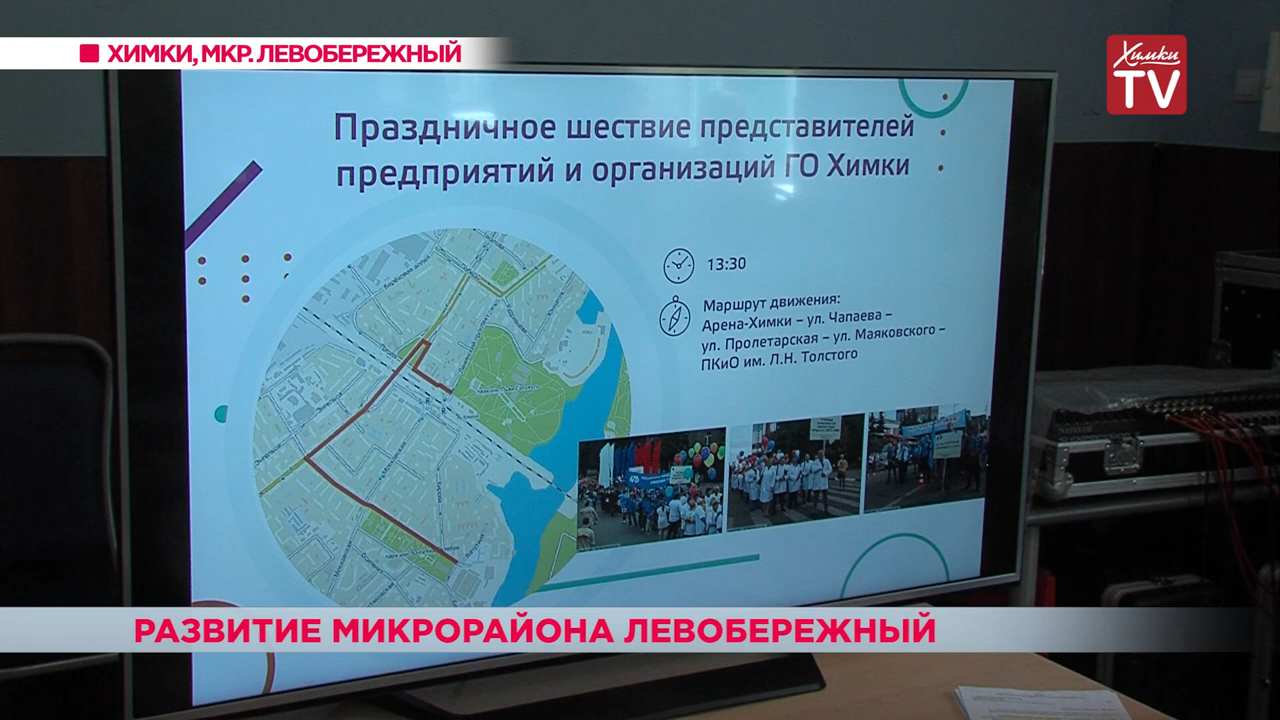 ХИМКИ, МКР. ЛЕВОБЕРЕЖНЫЙ
Химки
TV
Праздничное шествие представителей
предприятий и организаций ГО Химки
13:30
Маршрут движения:
Арена-Химки – ул. Чапаева –
ул. Пролетарская – ул. Маяковского –
ПКиО им. Л.Н. Толстого
РАЗВИТИЕ МИКРОРАЙОНА ЛЕВОБЕРЕЖНЫЙ